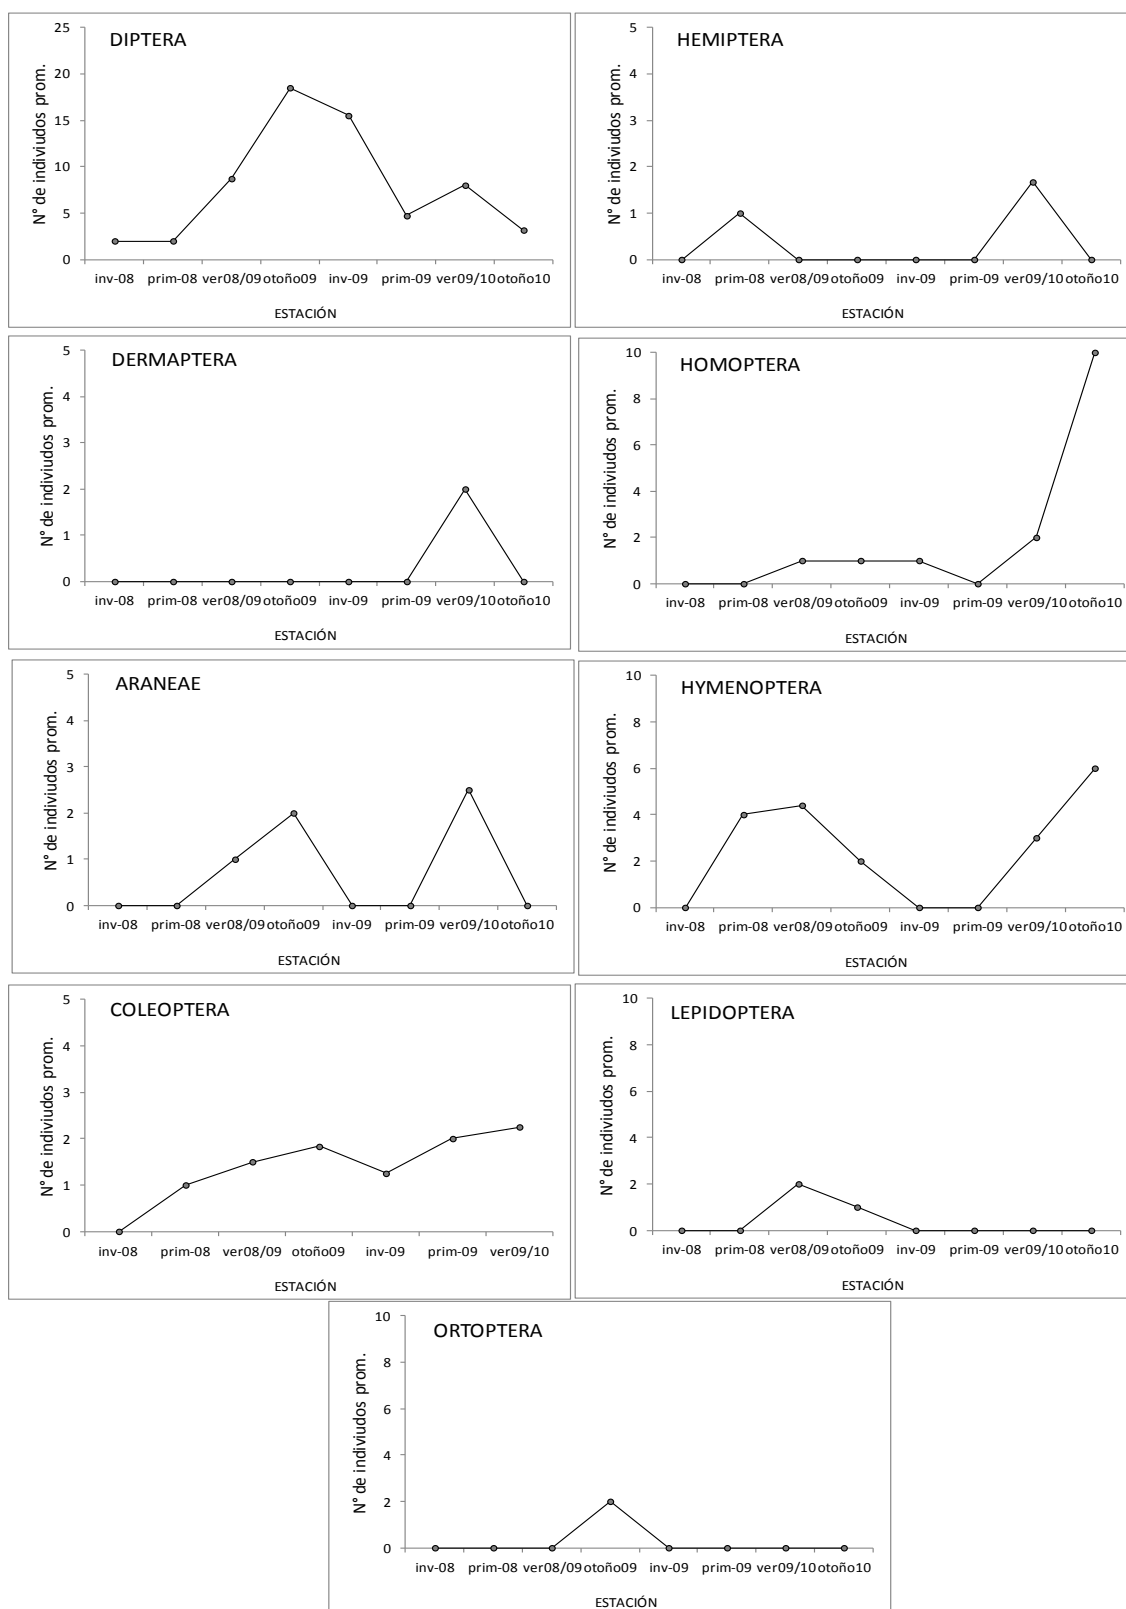 DIPTERA
N° de indiviudos prom.
25
20
15
10
5
0
inv-08 prim-08 ver08/09 otoño09 inv-09 prim-09 ver09/10 otoño10
ESTACIÓN
HEMIPTERA
N° de indiviudos prom.
5
4
3
2
1
0
inv-08 prim-08 ver08/09 otoño09 inv-09 prim-09 ver09/10 otoño10
ESTACIÓN
DERMAPTERA
N° de indiviudos prom.
5
4
3
2
1
0
inv-08 prim-08 ver08/09 otoño09 inv-09 prim-09 ver09/10 otoño10
ESTACIÓN
HOMOPTERA
N° de indiviudos prom.
10
8
6
4
2
0
inv-08 prim-08 ver08/09 otoño09 inv-09 prim-09 ver09/10 otoño10
ESTACIÓN
ARANEAE
N° de indiviudos prom.
5
4
3
2
1
0
inv-08 prim-08 ver08/09 otoño09 inv-09 prim-09 ver09/10 otoño10
ESTACIÓN
HYMENOPTERA
N° de indiviudos prom.
10
8
6
4
2
0
inv-08 prim-08 ver08/09 otoño09 inv-09 prim-09 ver09/10 otoño10
ESTACIÓN
COLEOPTERA
N° de indiviudos prom.
5
4
3
2
1
0
inv-08 prim-08 ver08/09 otoño09 inv-09 prim-09 ver09/10
ESTACIÓN
LEPIDOPTERA
N° de indiviudos prom.
10
8
6
4
2
0
inv-08 prim-08 ver08/09 otoño09 inv-09 prim-09 ver09/10 otoño10
ESTACIÓN
ORTOPTERA
N° de indiviudos prom.
10
8
6
4
2
0
inv-08 prim-08 ver08/09 otoño09 inv-09 prim-09 ver09/10 otoño10
ESTACIÓN